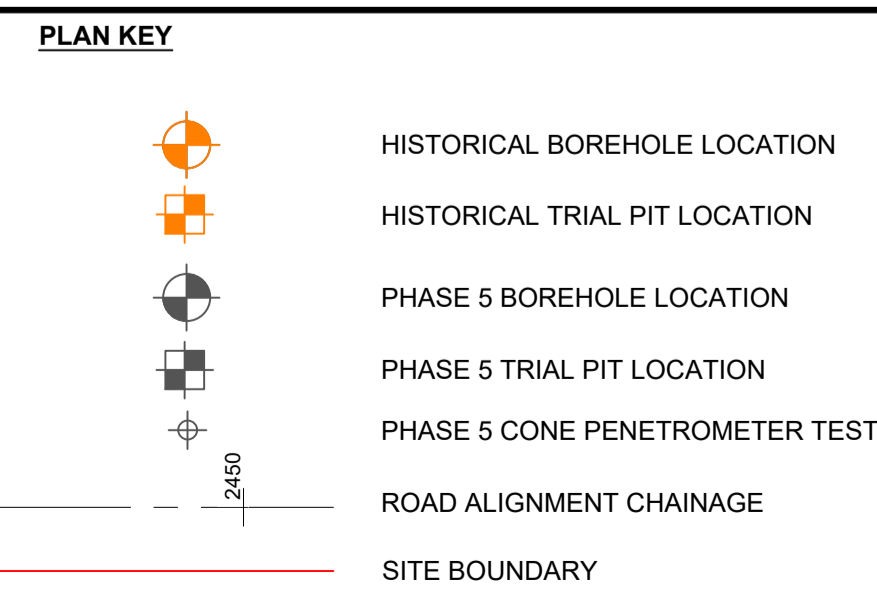 PLAN KEY
HISTORICAL BOREHOLE LOCATION
HISTORICAL TRIAL PIT LOCATION
PHASE 5 BOREHOLE LOCATION
PHASE 5 TRIAL PIT LOCATION
PHASE 5 CONE PENETROMETER TEST
2450
ROAD ALIGNMENT CHAINAGE
SITE BOUNDARY